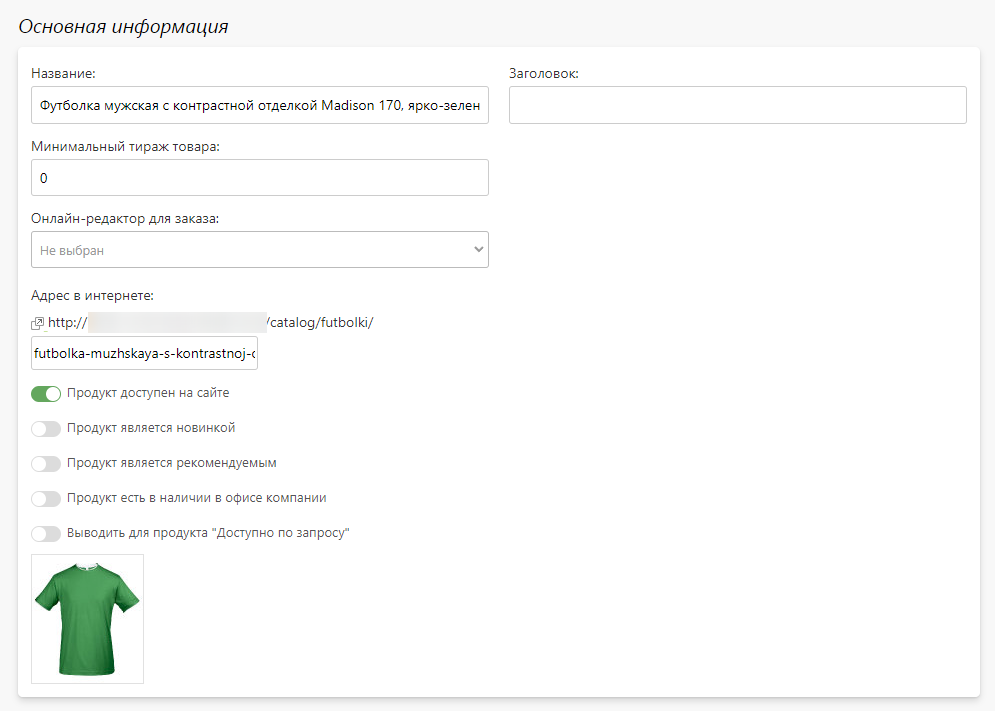 Основная информация
Название:
Заголовок:
Футболка мужская с контрастной отделкой Madison 170, ярко-зелен
Минимальный тираж товара:
0
Онлайн-редактор для заказа:
Не выбран
Адрес в интернете:
http:// /catalog/futbolki/
futbolka-muzhskaya-s-kontrastnoj-
Продукт доступен на сайте
Продукт является новинкой
Продукт является рекомендуемым
Продукт есть в наличии в офисе компании
Выводить для продукта "Доступно по запросу"